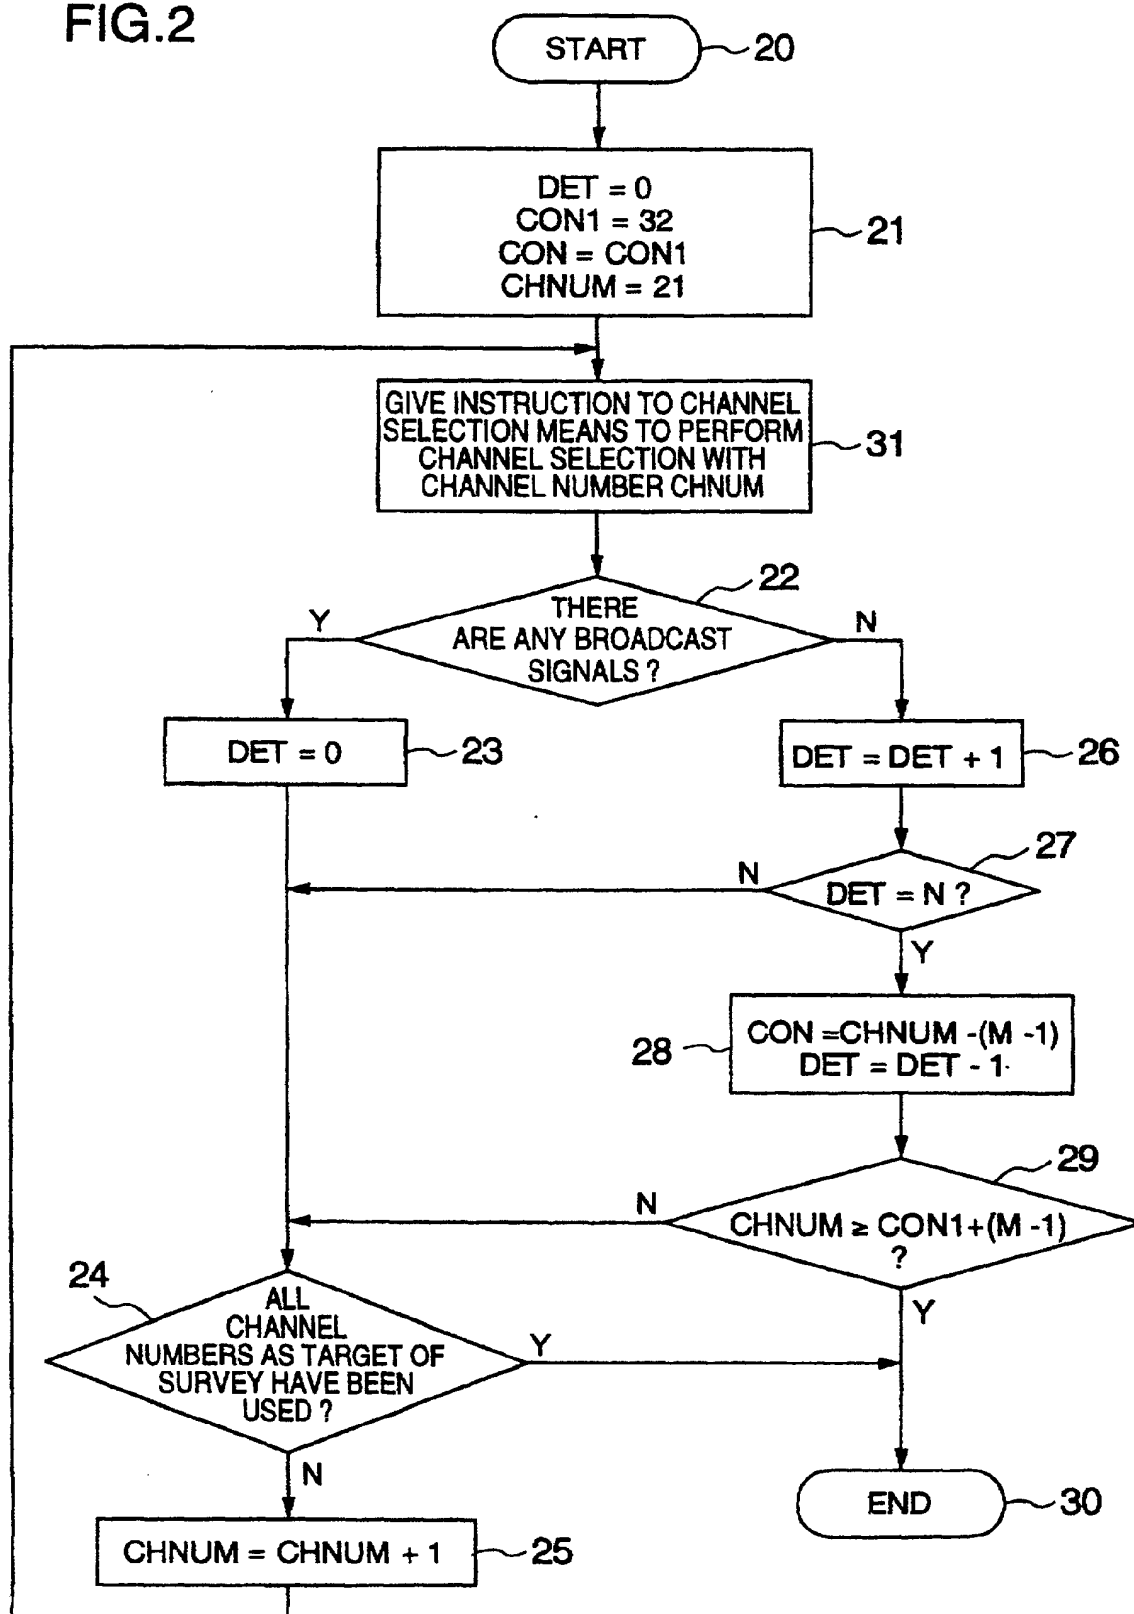 FIG.2
START
20
DET = 0
CON1 = 32
CON = CON1
CHNUM = 21
21
GIVE INSTRUCTION TO CHANNEL
SELECTION MEANS TO PERFORM
CHANNEL SELECTION WITH
CHANNEL NUMBER CHNUM
31
22
THERE
ARE ANY BROADCAST
SIGNALS ?
Y
N
DET = 0
23
DET = DET + 1
26
27
DET = N ?
N
Y
28
CON =CHNUM -(M -1)
DET = DET - 1
29
CHNUM ≥ CON1+(M -1)
?
N
Y
24
ALL
CHANNEL
NUMBERS AS TARGET OF
SURVEY HAVE BEEN
USED ?
Y
N
END
30
CHNUM = CHNUM + 1
25